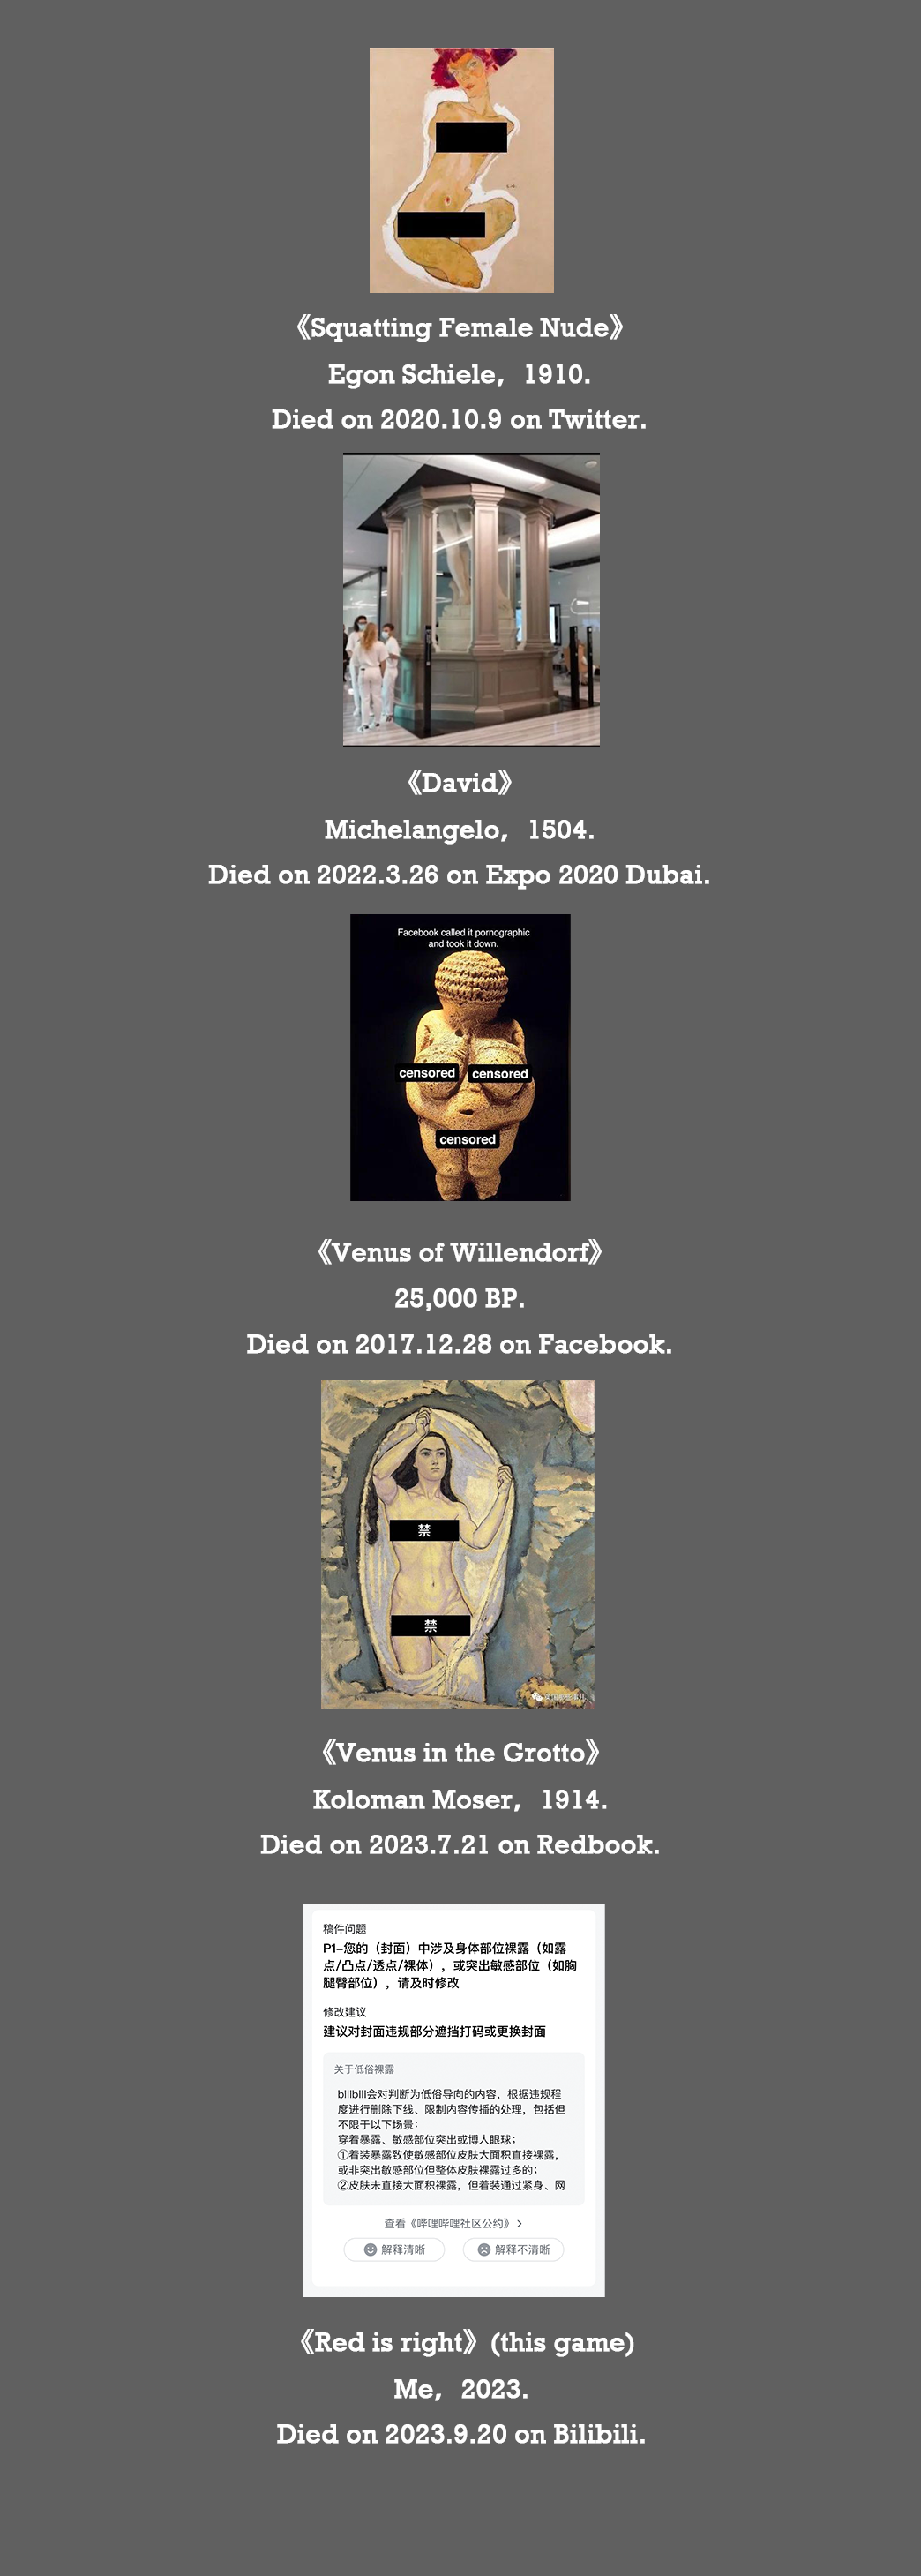 《Squatting Female Nude》
Egon Schiele， 1910.
Died on 2020.10.9 on Twitter.
《David》
Michelangelo， 1504.
Died on 2022.3.26 on Expo 2020 Dubai.
Facebook called it pornographic
and took it down.
censored censored
censored
《Venus of Willendorf》
25,000 BP.
Died on 2017.12.28 on Facebook.
禁
禁
《Venus in the Grotto》
Koloman Moser， 1914.
Died on 2023.7.21 on Redbook.
稿件问题
P1-您的（封面）中涉及身体部位裸露（如露
点/凸点/透点/裸体），或突出敏感部位（如胸
腿臀部位），请及时修改
修改建议
建议对封面违规部分遮挡打码或更换封面
关于低俗裸露
bilibili会对判断为低俗导向的内容，根据违规程
度进行删除下线、限制内容传播的处理，包括但
不限于以下场景：
穿着暴露、敏感部位突出或博人眼球；
①着装暴露致使敏感部位皮肤大面积直接裸露，
或非突出敏感部位但整体皮肤裸露过多的；
②皮肤未直接大面积裸露，但着装通过紧身、网
查看《哔哩哔哩社区公约》 >
解释清晰 解释不清晰
《Red is right》(this game)
Me， 2023.
Died on 2023.9.20 on Bilibili.